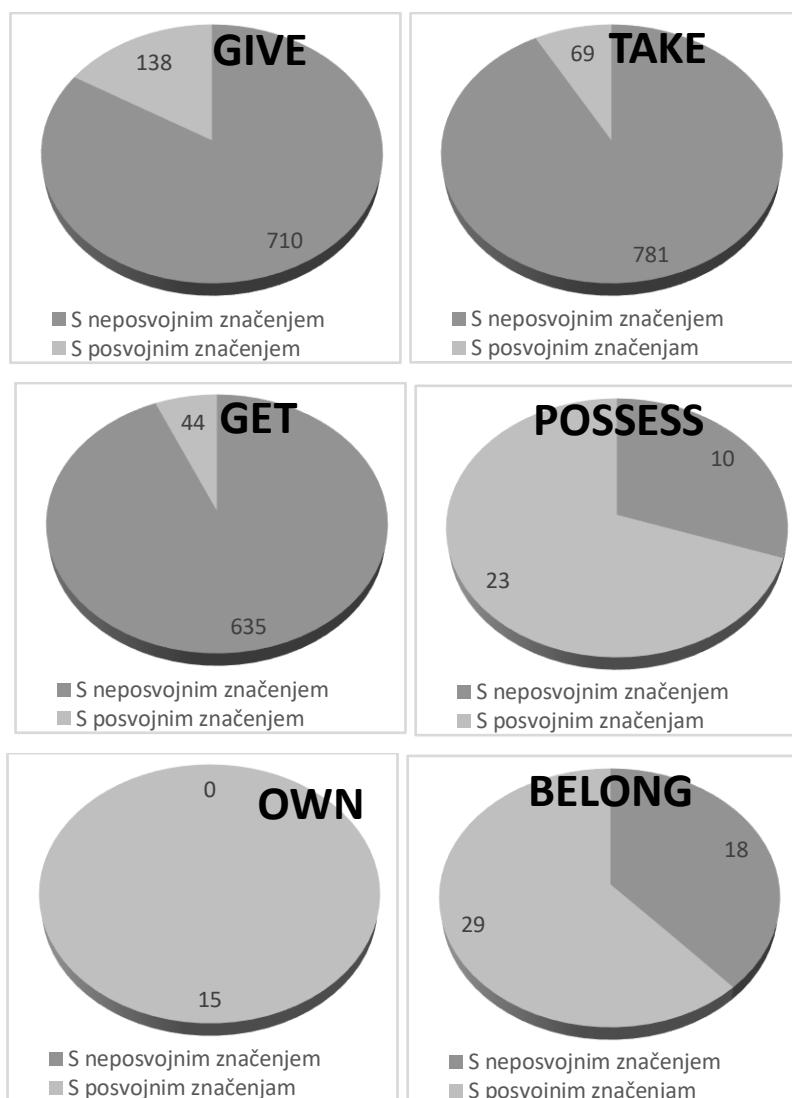 GIVE
138
710
■ S neposvojnim značenjem
■ S posvojnim značenjem
TAKE
69
781
■ S neposvojnim značenjem
■ S posvojnim značenjam
GET
44
635
■ S neposvojnim značenjem
■ S posvojnim značenjem
POSSESS
10
23
■ S neposvojnim značenjem
■ S posvojnim značenjam
OWN
0
15
■ S neposvojnim značenjem
■ S posvojnim značenjam
BELONG
18
29
■ S neposvojnim značenjem
■ S posvojnim značenjam